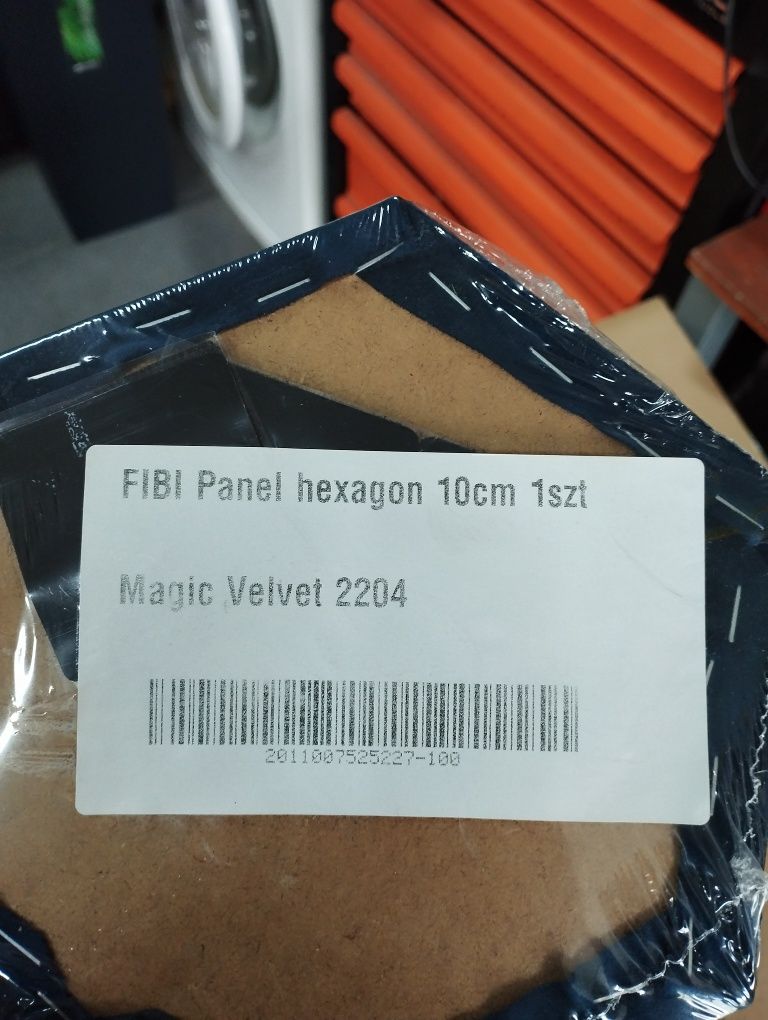 FIBI Panel hexagon 10cm 1szt
Magic Velvet 2204
2011007525227-100